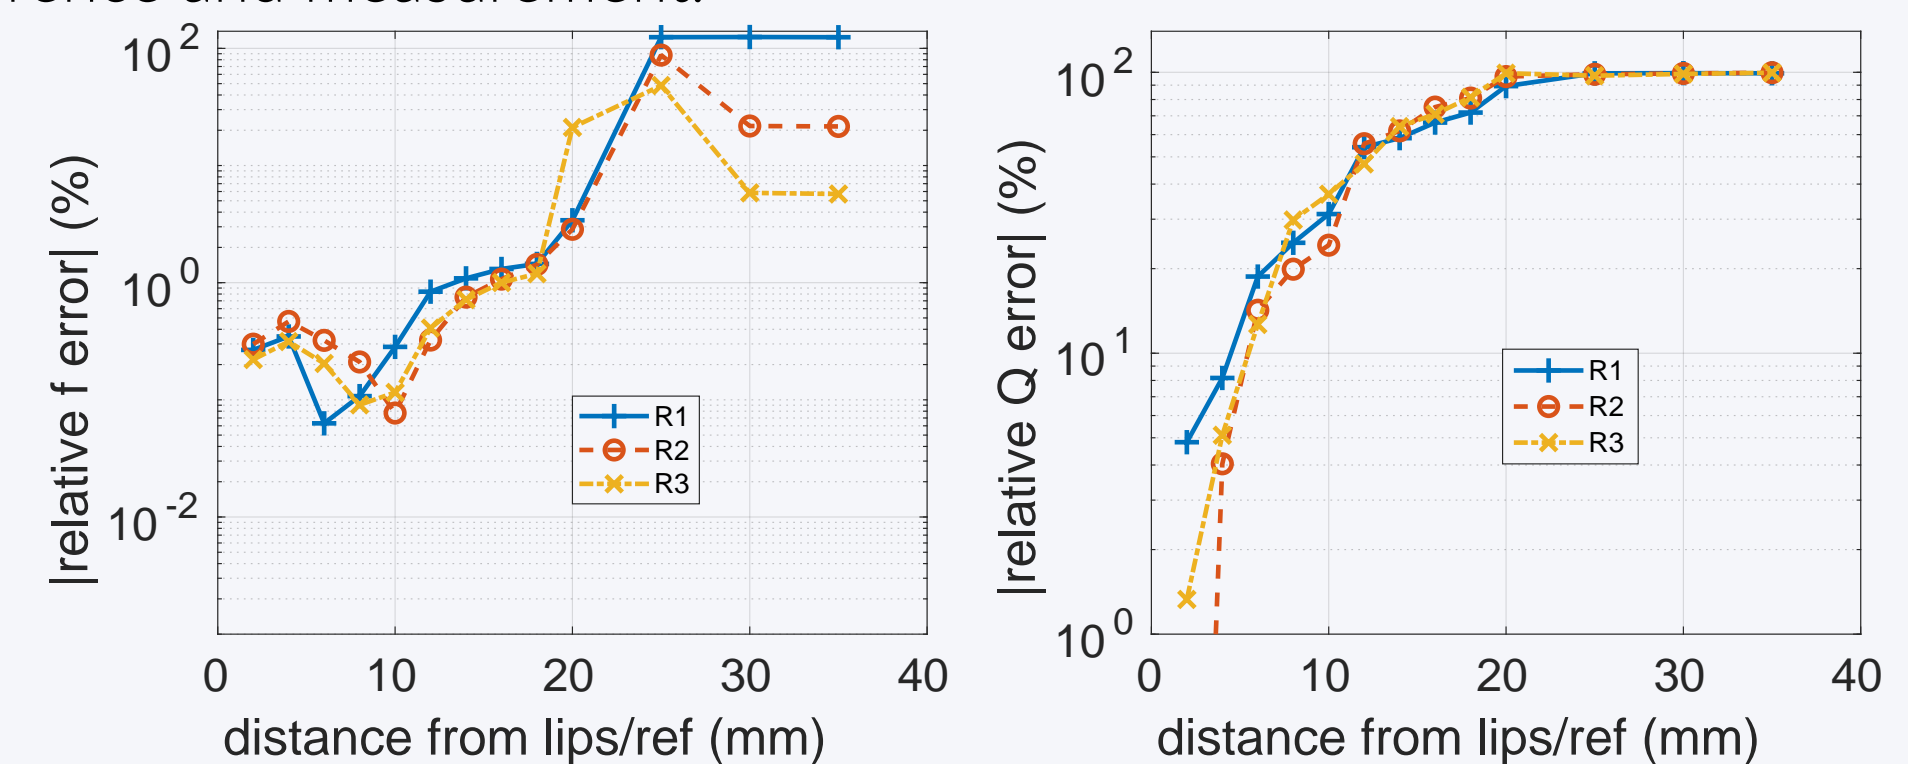 measurement.
|relative f error| (%)
10^2
10^0
10^-2
0 10 20 30 40
distance from lips/ref (mm)
R1
R2
R3
|relative Q error| (%)
10^2
10^1
10^0
0 10 20 30 40
distance from lips/ref (mm)
R1
R2
R3